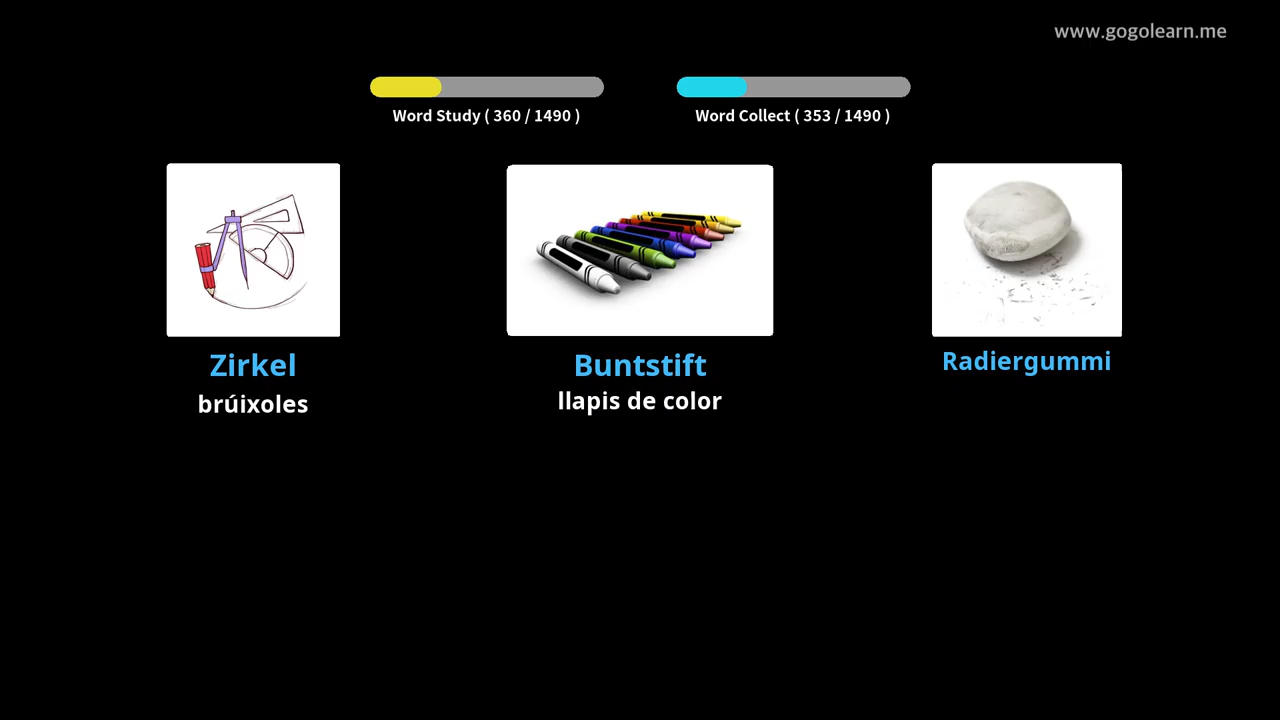 www.gogolearn.me
Word Study ( 360 / 1490 )
Word Collect ( 353 / 1490 )
Zirkel
brúixoles
Buntstift
llapis de color
Radiergummi